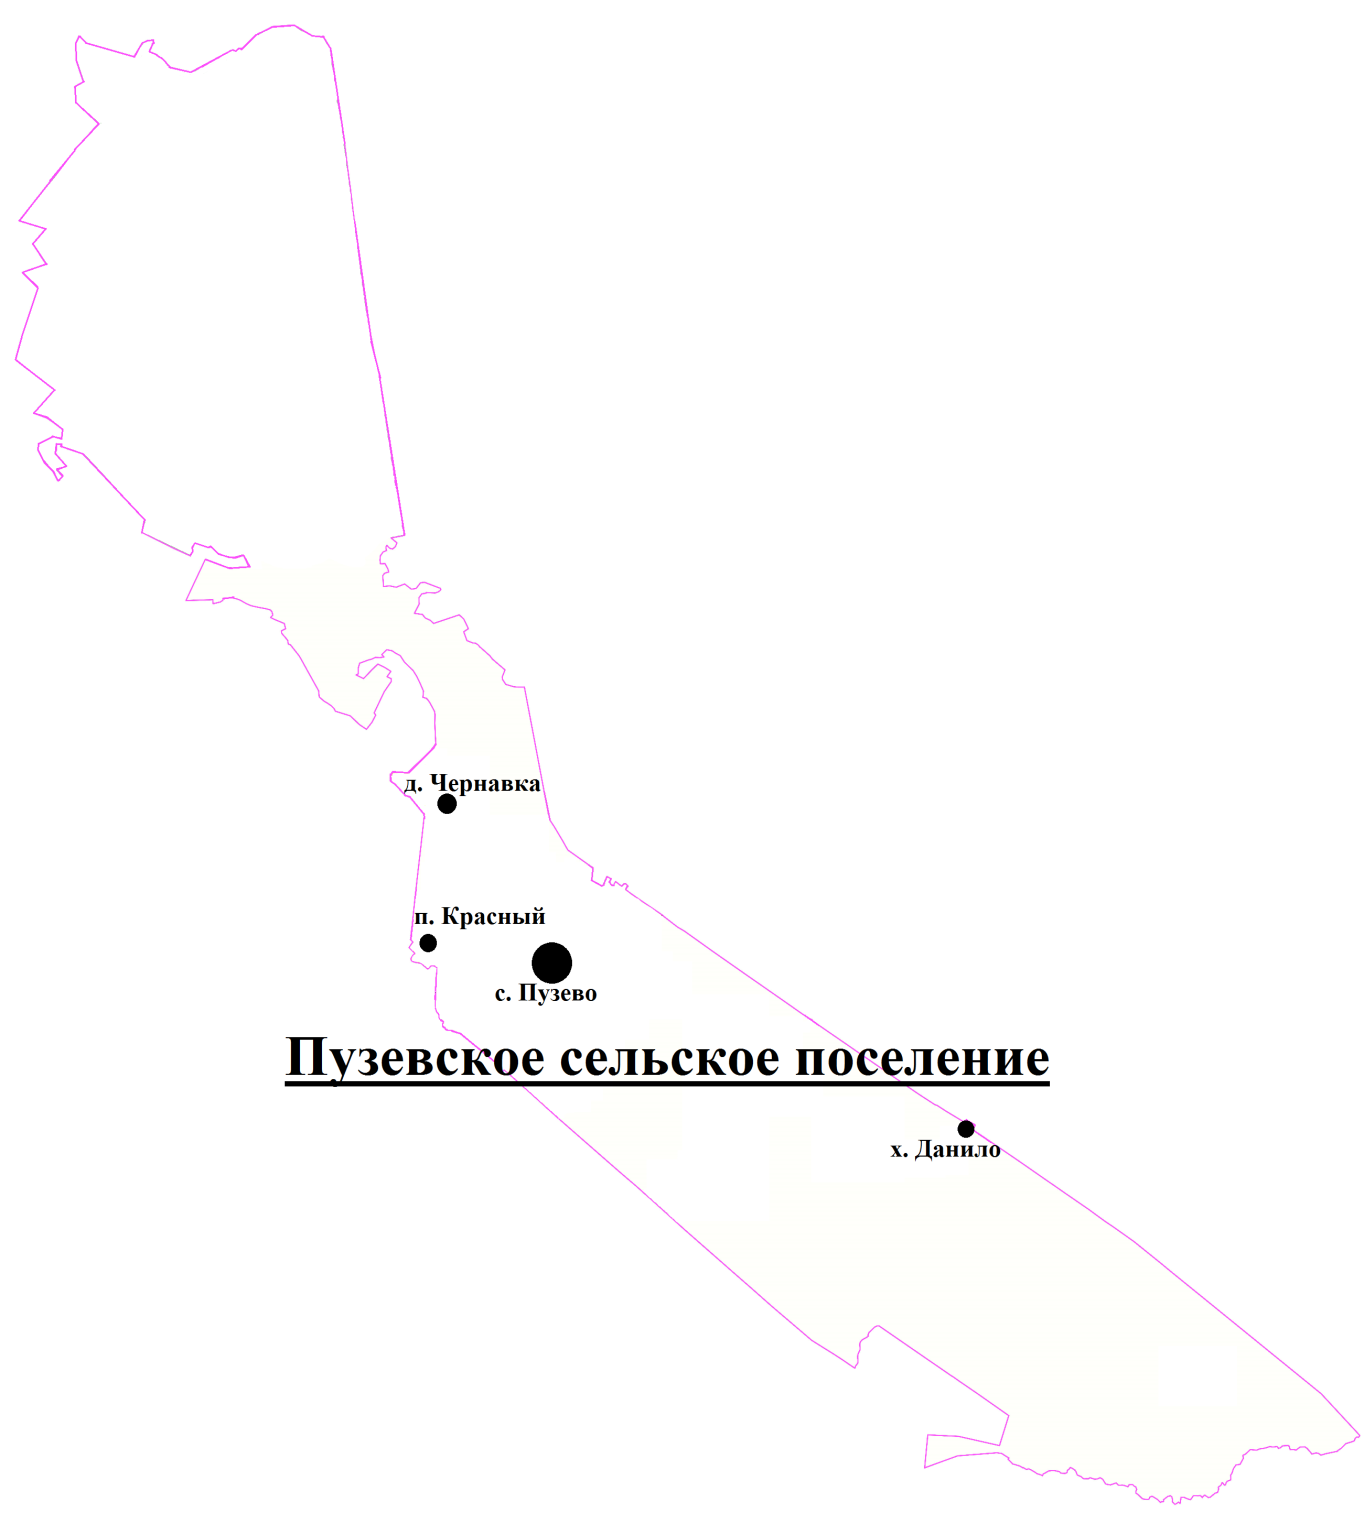 д. Чернавка
п. Красный
с. Пузево
Пузевское сельское поселение
х. Данило